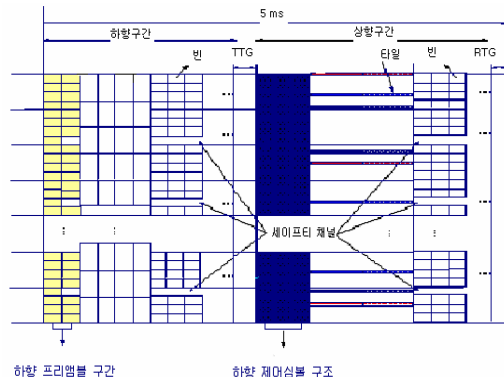 5 ms
하향구간
상향구간
빈
TTG
타일
빈
RTG
세이프티 채널
하향 프리앰블 구간
하향 제어심볼 구조